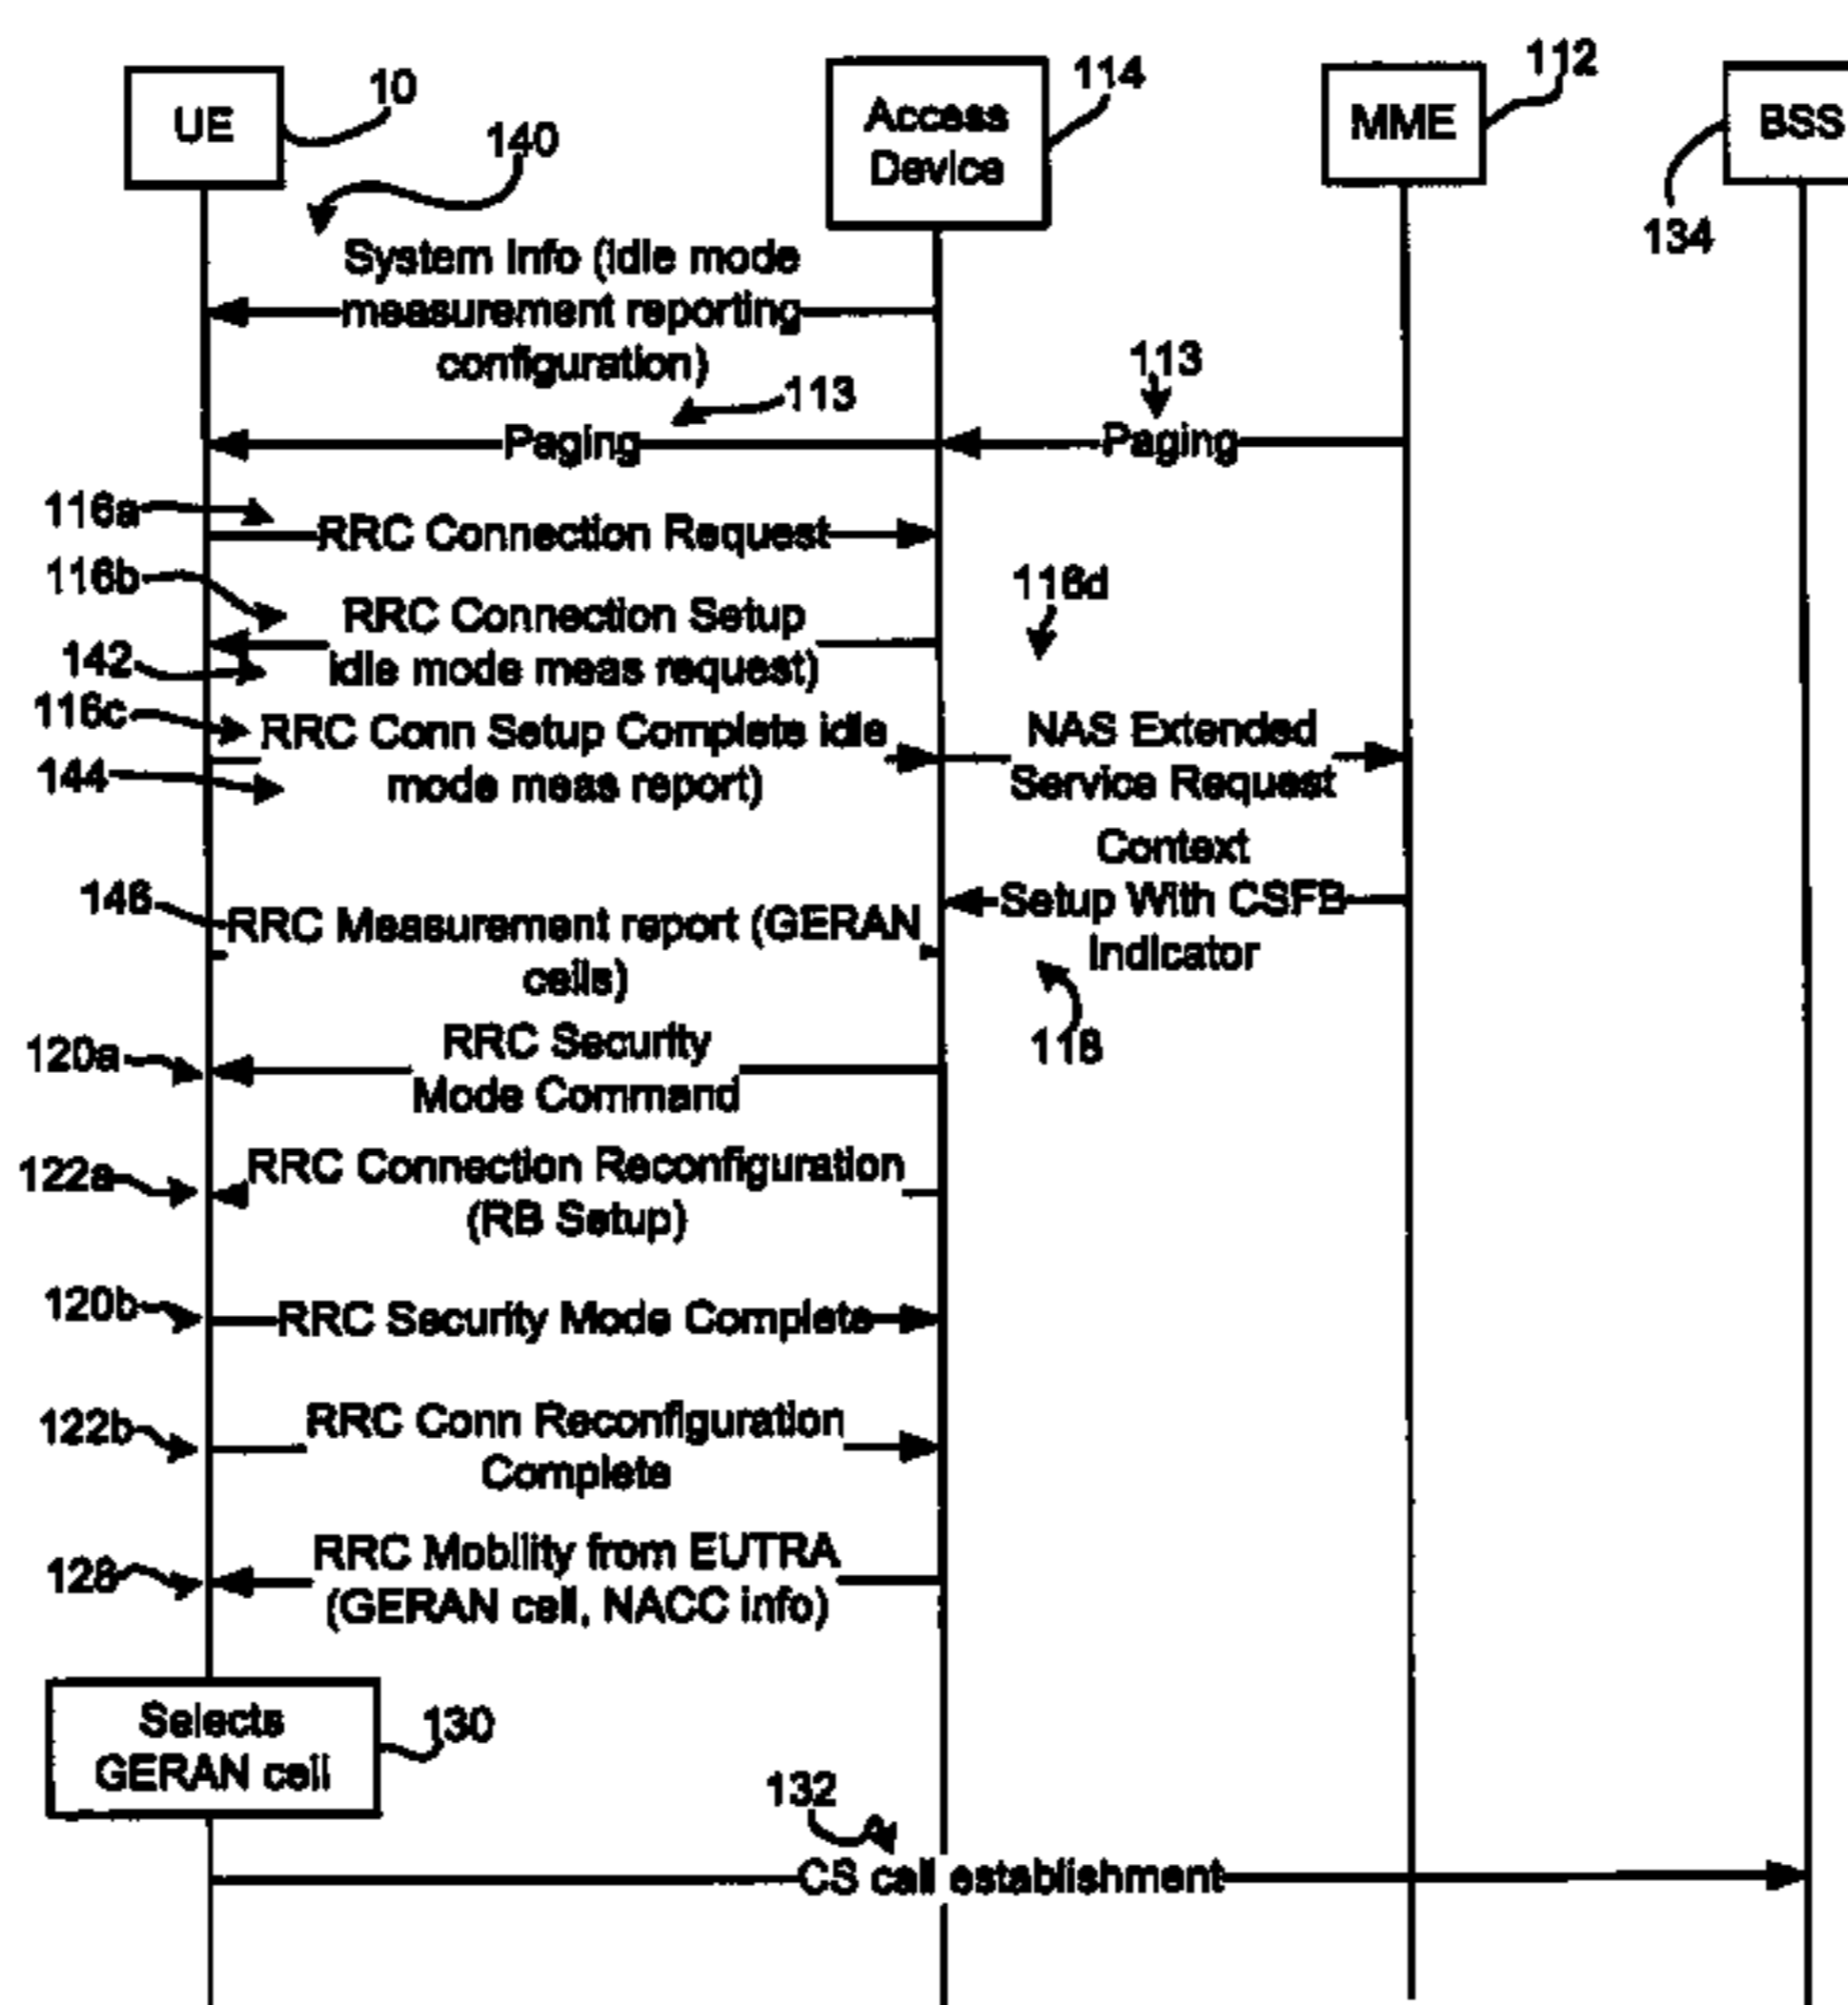 UE
10
140
Access
Device
114
MME
112
BSS
134
System Info (idle mode
measurement reporting
configuration)
113
Paging
113
Paging
116a
RRC Connection Request
116b
RRC Connection Setup
142
idle mode meas request)
116d
116c
RRC Conn Setup Complete idle
144
mode meas report)
NAS Extended
Service Request
Context
Setup With CSFB
Indicator
118
146
RRC Measurement report (GERAN
cells)
120a
RRC Security
Mode Command
122a
RRC Connection Reconfiguration
(RB Setup)
120b
RRC Security Mode Complete
122b
RRC Conn Reconfiguration
Complete
128
RRC Mobility from EUTRA
(GERAN cell, NACC info)
Selects
GERAN cell
130
132
CS call establishment